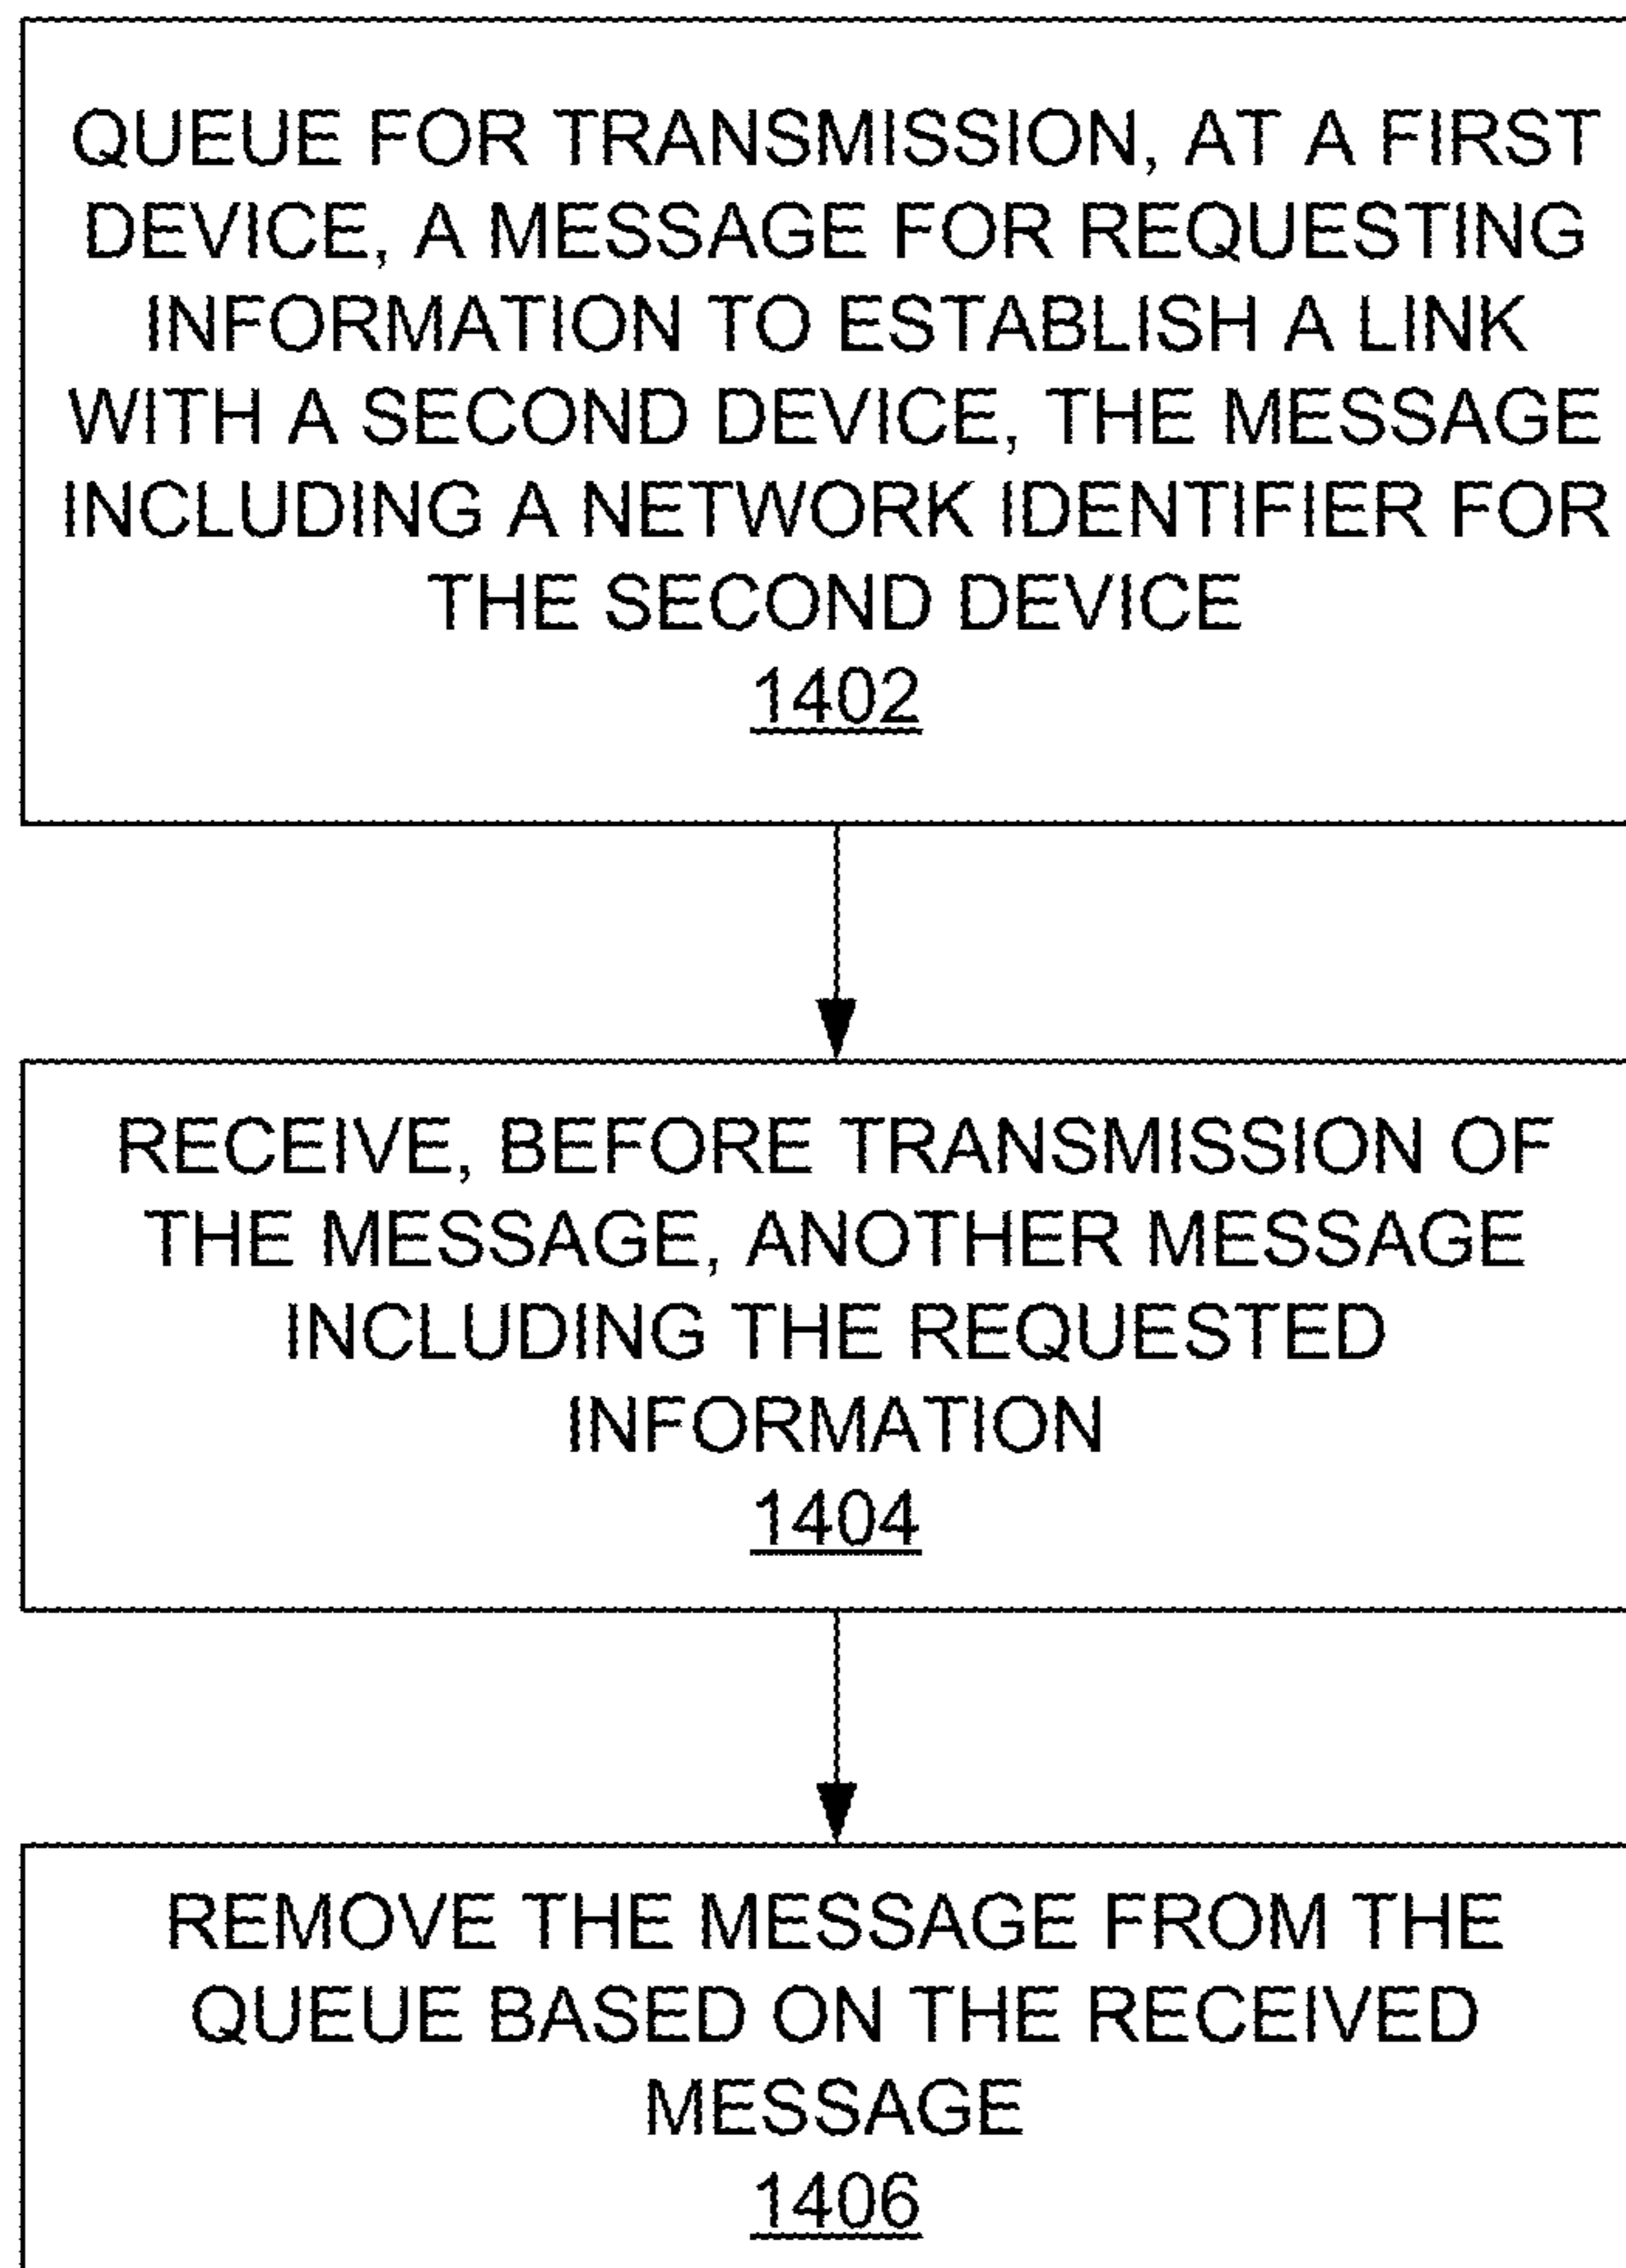 QUEUE FOR TRANSMISSION, AT A FIRST
DEVICE, A MESSAGE FOR REQUESTING
INFORMATION TO ESTABLISH A LINK
WITH A SECOND DEVICE, THE MESSAGE
INCLUDING A NETWORK IDENTIFIER FOR
THE SECOND DEVICE
1402
RECEIVE, BEFORE TRANSMISSION OF
THE MESSAGE, ANOTHER MESSAGE
INCLUDING THE REQUESTED
INFORMATION
1404
REMOVE THE MESSAGE FROM THE
QUEUE BASED ON THE RECEIVED
MESSAGE
1406